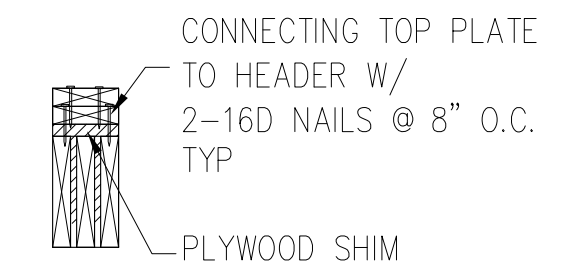 CONNECTING TOP PLATE
TO HEADER W/
2-16D NAILS @ 8" O.C.
TYP
PLYWOOD SHIM